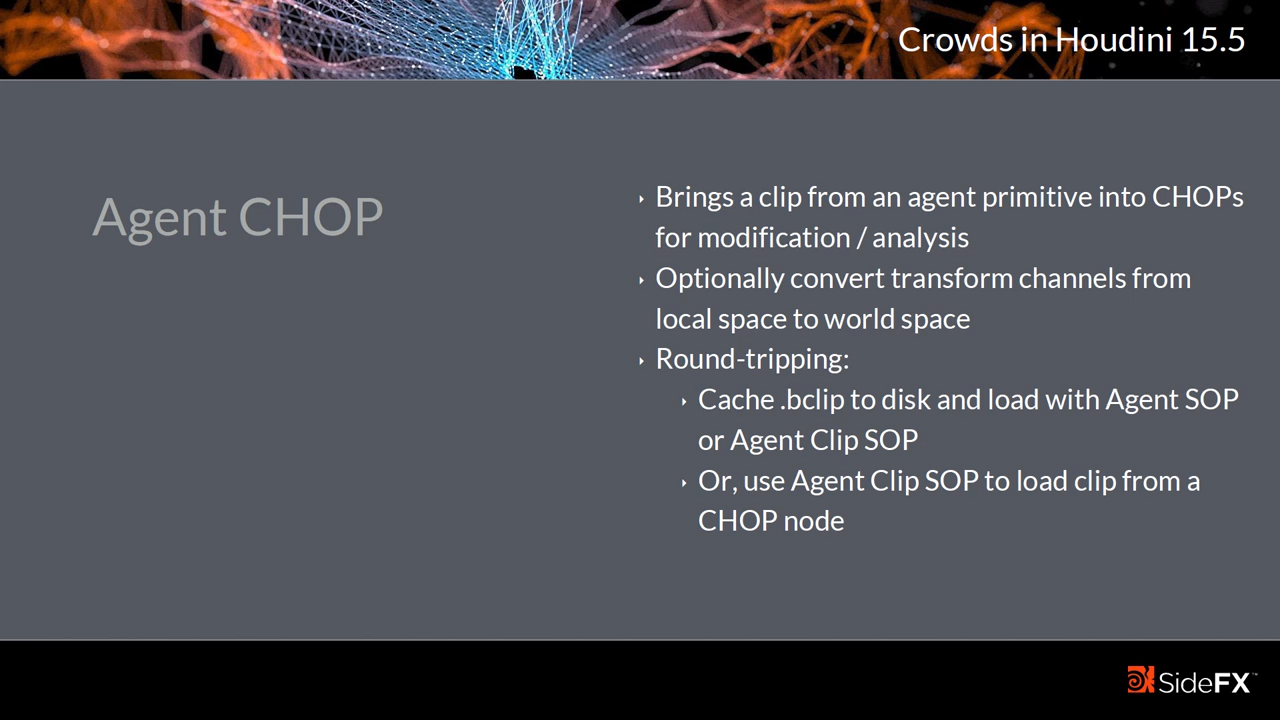 Crowds in Houdini 15.5
Agent CHOP
‣ Brings a clip from an agent primitive into CHOPs
for modification / analysis
‣ Optionally convert transform channels from
local space to world space
‣ Round-tripping:
‣ Cache .bclip to disk and load with Agent SOP
or Agent Clip SOP
‣ Or, use Agent Clip SOP to load clip from a
CHOP node
SideFX™